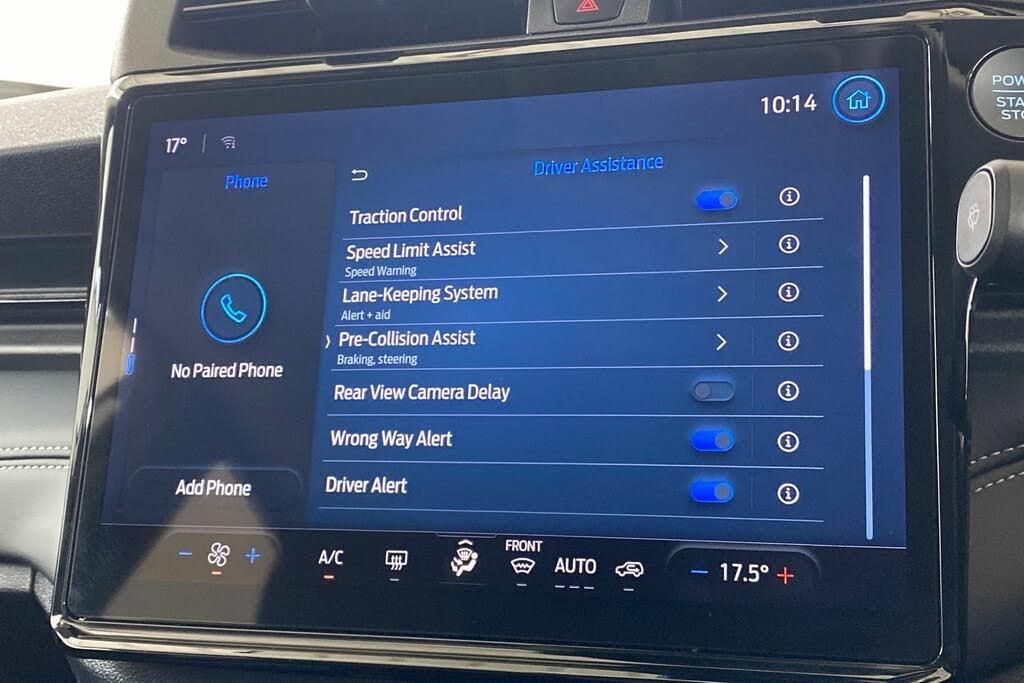 10:14
17°
Phone
Driver Assistance
Traction Control
Speed Limit Assist
Speed Warning
Lane-Keeping System
Alert + aid
Pre-Collision Assist
Braking, steering
Rear View Camera Delay
Wrong Way Alert
Driver Alert
No Paired Phone
Add Phone
- +
A/C
FRONT
AUTO
- 17.5° +
POW
STA
STO